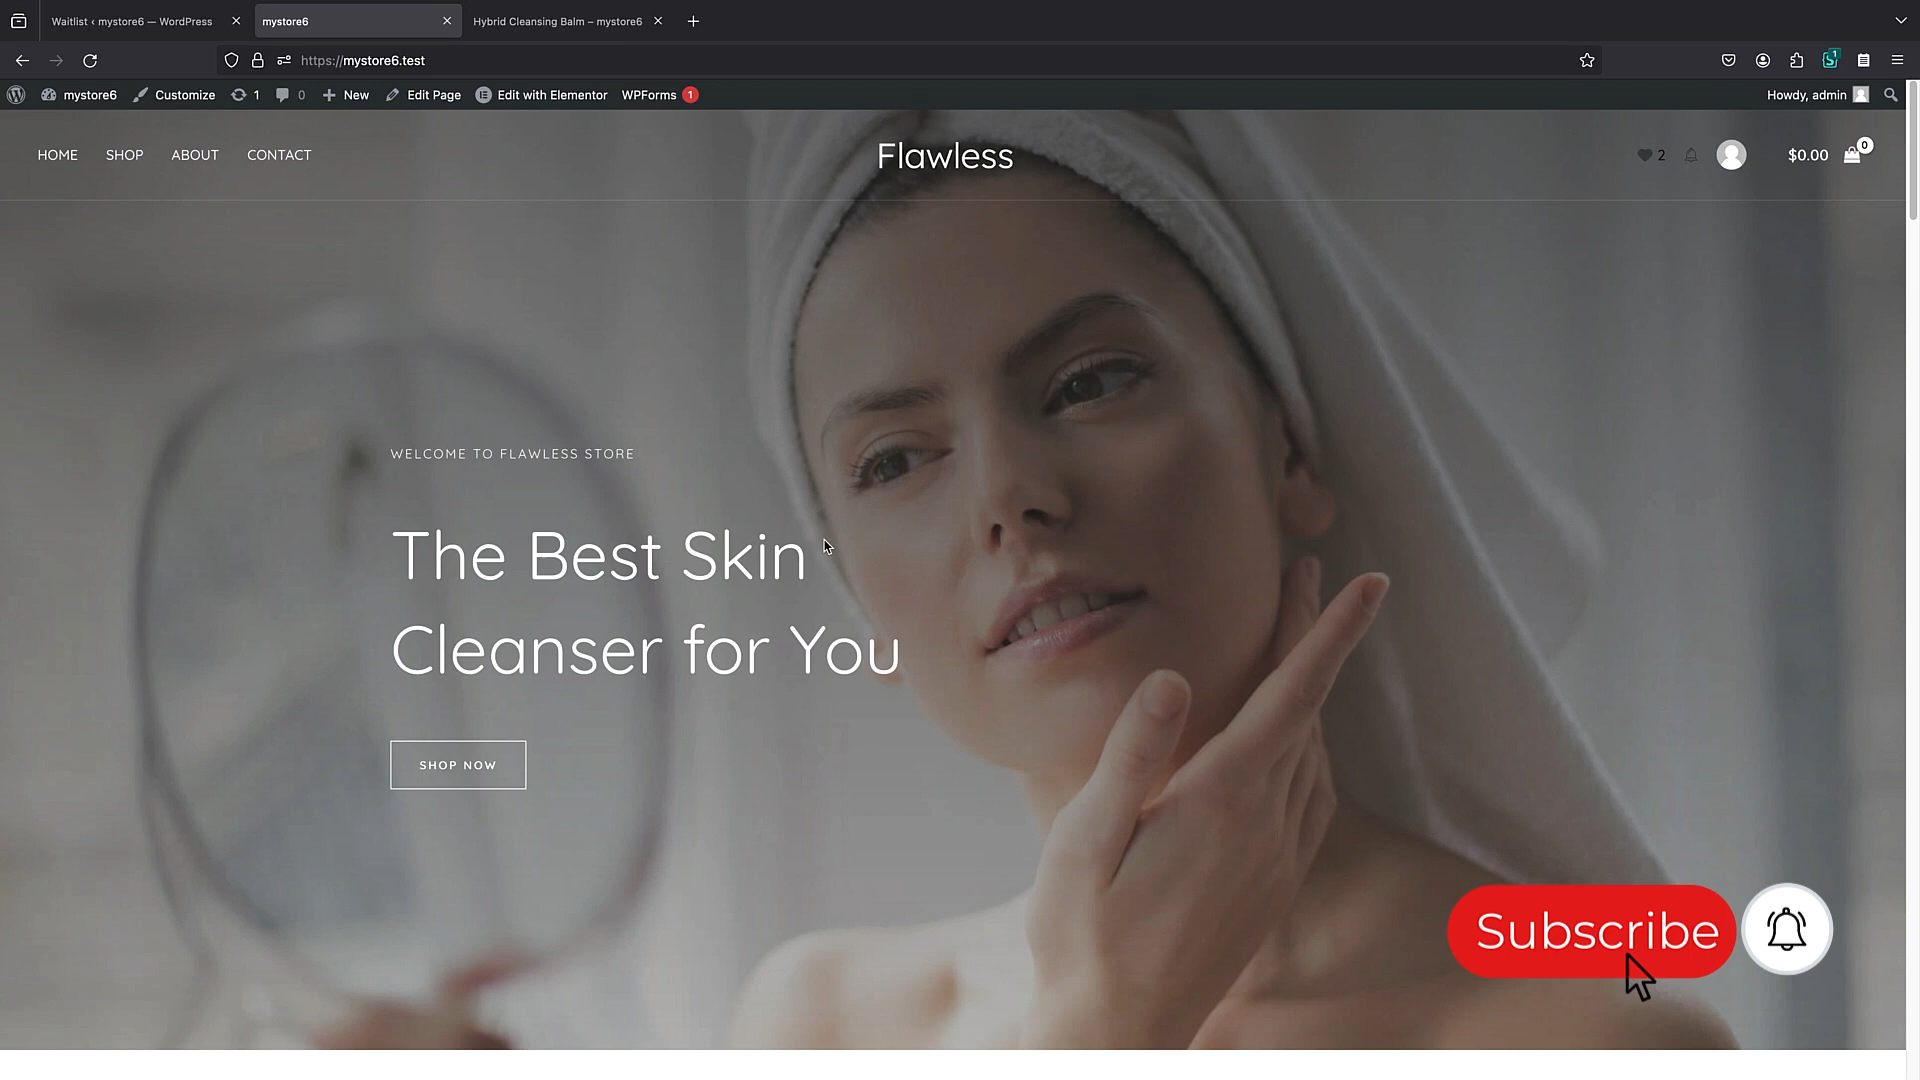 Waitlist ‹ mystore6 — WordPress
mystore6
Hybrid Cleansing Balm – mystore6
https://mystore6.test
1
mystore6
Customize
1
0
New
Edit Page
Edit with Elementor
WPForms 1
Howdy, admin
HOME
SHOP
ABOUT
CONTACT
Flawless
2
$0.00
0
WELCOME TO FLAWLESS STORE
The Best Skin
Cleanser for You
SHOP NOW
Subscribe